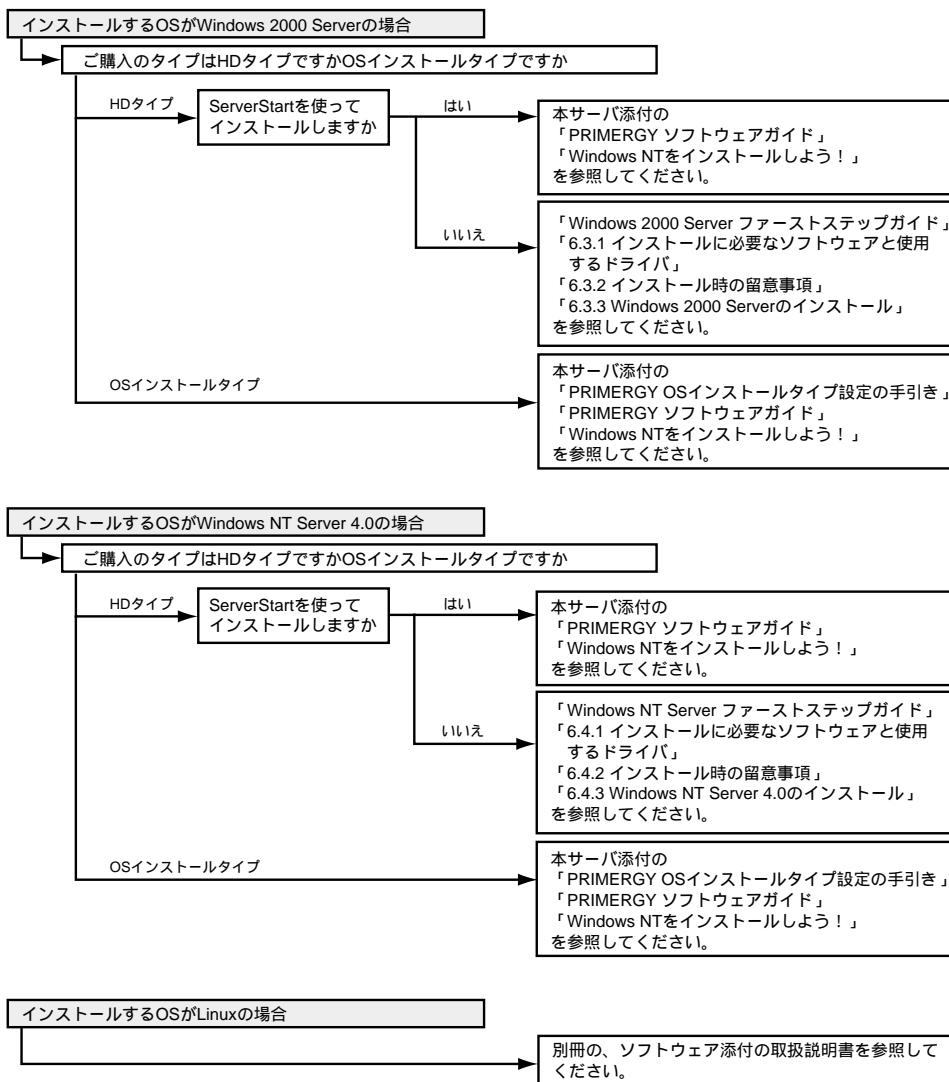 インストールするOSがWindows 2000 Serverの場合
ご購入のタイプはHDタイプですかOSインストールタイプですか
HDタイプ
ServerStartを使って
インストールしますか
はい
本サーバ添付の
「PRIMERGY ソフトウェアガイド」
「Windows NTをインストールしよう！」
を参照してください。
いいえ
「Windows 2000 Server ファーストステップガイド」
「6.3.1 インストールに必要なソフトウェアと使用
するドライバ」
「6.3.2 インストール時の留意事項」
「6.3.3 Windows 2000 Serverのインストール」
を参照してください。
OSインストールタイプ
本サーバ添付の
「PRIMERGY OSインストールタイプ設定の手引き」
「PRIMERGY ソフトウェアガイド」
「Windows NTをインストールしよう！」
を参照してください。
インストールするOSがWindows NT Server 4.0の場合
ご購入のタイプはHDタイプですかOSインストールタイプですか
HDタイプ
ServerStartを使って
インストールしますか
はい
本サーバ添付の
「PRIMERGY ソフトウェアガイド」
「Windows NTをインストールしよう！」
を参照してください。
いいえ
「Windows NT Server ファーストステップガイド」
「6.4.1 インストールに必要なソフトウェアと使用
するドライバ」
「6.4.2 インストール時の留意事項」
「6.4.3 Windows NT Server 4.0のインストール」
を参照してください。
OSインストールタイプ
本サーバ添付の
「PRIMERGY OSインストールタイプ設定の手引き」
「PRIMERGY ソフトウェアガイド」
「Windows NTをインストールしよう！」
を参照してください。
インストールするOSがLinuxの場合
別冊の、ソフトウェア添付の取扱説明書を参照して
ください。